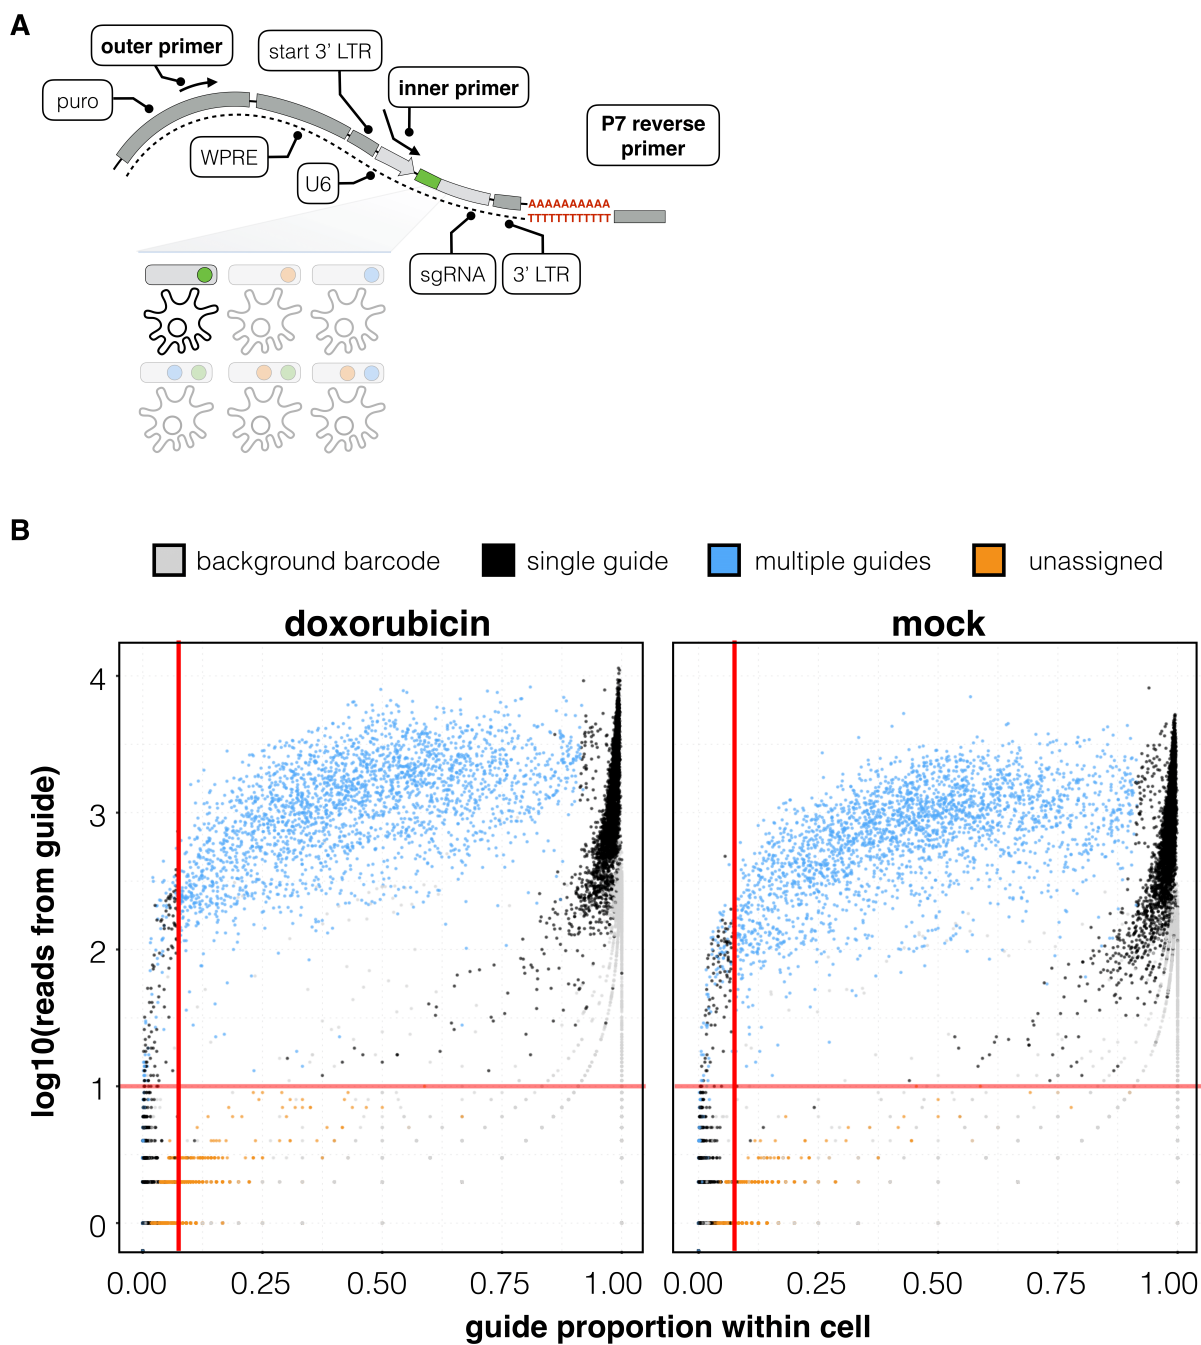 A
outer primer
start 3’ LTR
puro
inner primer
P7 reverse
primer
WPRE
U6
AAAAAAAAAA
TTTTTTTTTTTT
sgRNA
3’ LTR
B
background barcode
single guide
multiple guides
unassigned
doxorubicin
mock
log10(reads from guide)
4
3
2
1
0
0.00 0.25 0.50 0.75 1.00
0.00 0.25 0.50 0.75 1.00
guide proportion within cell